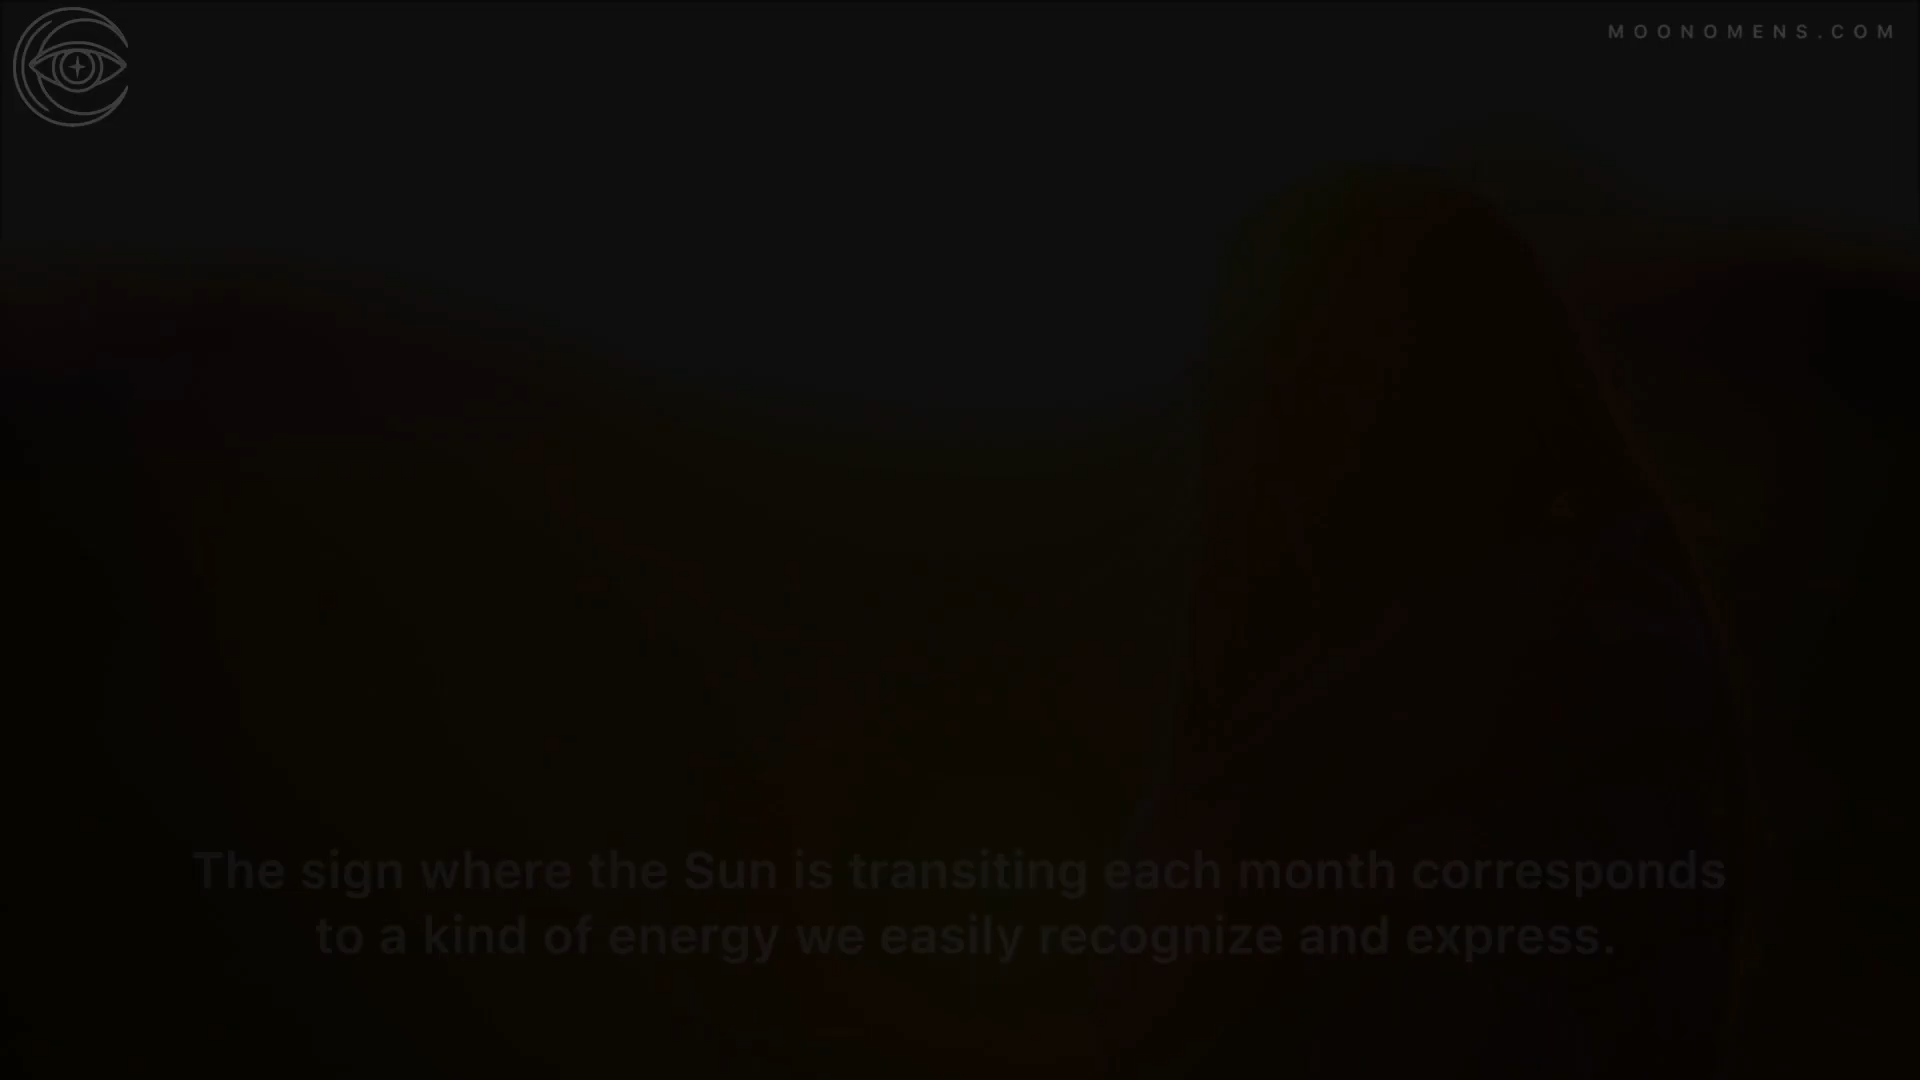 MOONOMENS.COM
The sign where the Sun is transiting each month corresponds
to a kind of energy we easily recognize and express.